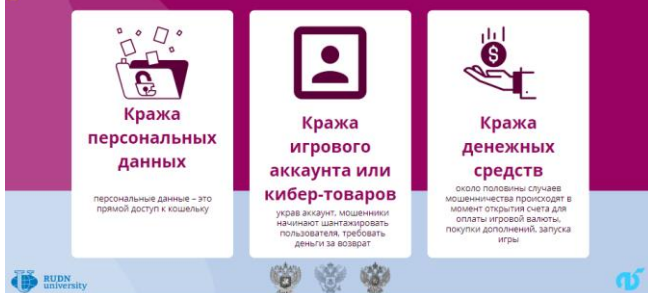 Кража
персональных
данных
персональные данные – это
прямой доступ к кошельку
Кража
игрового
аккаунта или
кибер-товаров
украв аккаунт, мошенники
начинают шантажировать
пользователя, требовать
деньги за возврат
Кража
денежных
средств
около половины случаев
мошенничества происходят в
момент открытия счета для
оплаты игровой валюты,
покупки дополнений, запуска
игры
RUDN
university